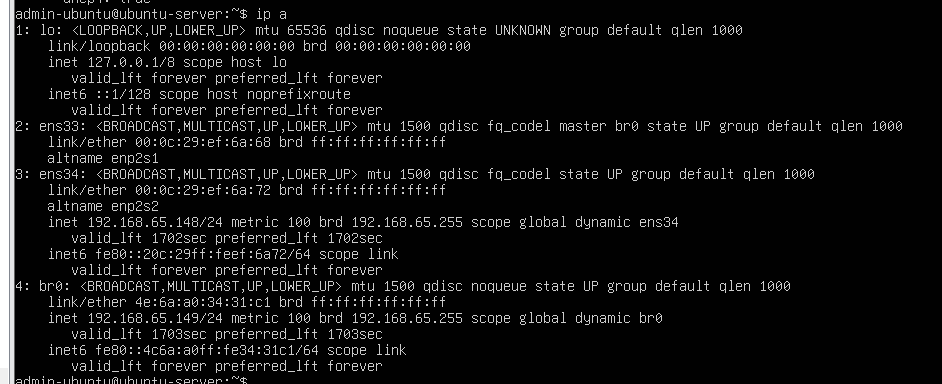 admin-ubuntu@ubuntu-server:~$ ip a
1: lo: <LOOPBACK,UP,LOWER_UP> mtu 65536 qdisc noqueue state UNKNOWN group default qlen 1000
    link/loopback 00:00:00:00:00:00 brd 00:00:00:00:00:00
    inet 127.0.0.1/8 scope host lo
       valid_lft forever preferred_lft forever
    inet6 ::1/128 scope host noprefixroute
       valid_lft forever preferred_lft forever
2: ens33: <BROADCAST,MULTICAST,UP,LOWER_UP> mtu 1500 qdisc fq_codel master br0 state UP group default qlen 1000
    link/ether 00:0c:29:ef:6a:68 brd ff:ff:ff:ff:ff:ff
    altname enp2s1
3: ens34: <BROADCAST,MULTICAST,UP,LOWER_UP> mtu 1500 qdisc fq_codel state UP group default qlen 1000
    link/ether 00:0c:29:ef:6a:72 brd ff:ff:ff:ff:ff:ff
    altname enp2s2
    inet 192.168.65.148/24 metric 100 brd 192.168.65.255 scope global dynamic ens34
       valid_lft 1702sec preferred_lft 1702sec
    inet6 fe80::20c:29ff:feef:6a72/64 scope link
       valid_lft forever preferred_lft forever
4: br0: <BROADCAST,MULTICAST,UP,LOWER_UP> mtu 1500 qdisc noqueue state UP group default qlen 1000
    link/ether 4e:6a:a0:34:31:c1 brd ff:ff:ff:ff:ff:ff
    inet 192.168.65.149/24 metric 100 brd 192.168.65.255 scope global dynamic br0
       valid_lft 1703sec preferred_lft 1703sec
    inet6 fe80::4c6a:a0ff:fe34:31c1/64 scope link
       valid_lft forever preferred_lft forever
admin-ubuntu@ubuntu-server:~$